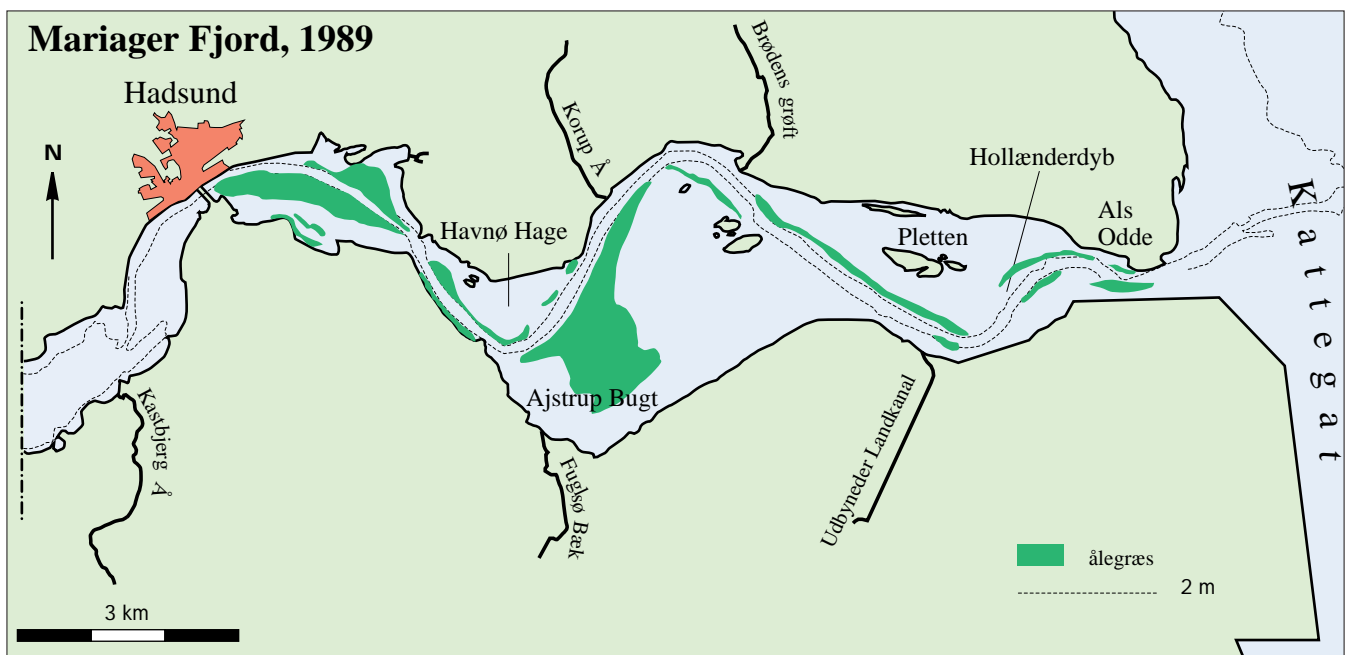 Mariager Fjord, 1989
Hadsund
N
Korup Å
Brødens grøft
Hollænderdyb
Als
Odde
Kattegat
Havnø Hage
Pletten
Ajstrup Bugt
Kastbjerg Å
Fuglsø Bæk
Udbyneder Landkanal
ålegræs
2 m
3 km